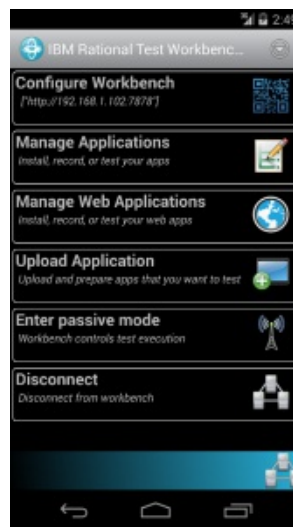 2:49
IBM Rational Test Workbenc...
Configure Workbench
["http://192.168.1.102:7878"]
Manage Applications
Install, record, or test your apps
Manage Web Applications
Install, record, or test your web apps
Upload Application
Upload and prepare apps that you want to test
Enter passive mode
Workbench controls test execution
Disconnect
Disconnect from workbench